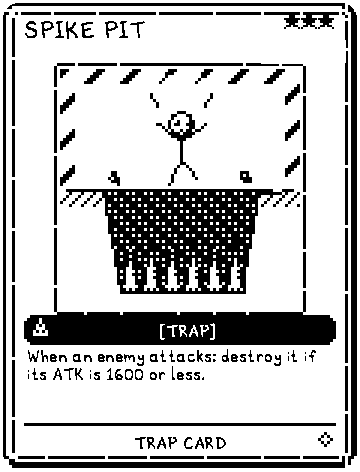 SPIKE PIT
[TRAP]
When an enemy attacks: destroy it if
its ATK is 1600 or less.
TRAP CARD